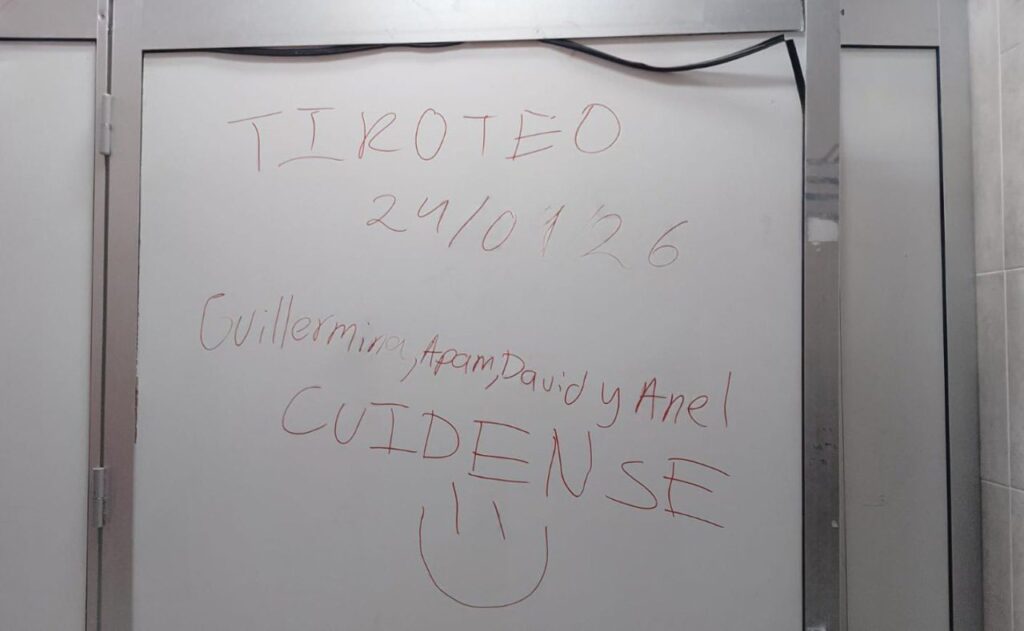 TIROTEO
24/01/26
Guillermina, Apam, David y Anel
CUIDENSE